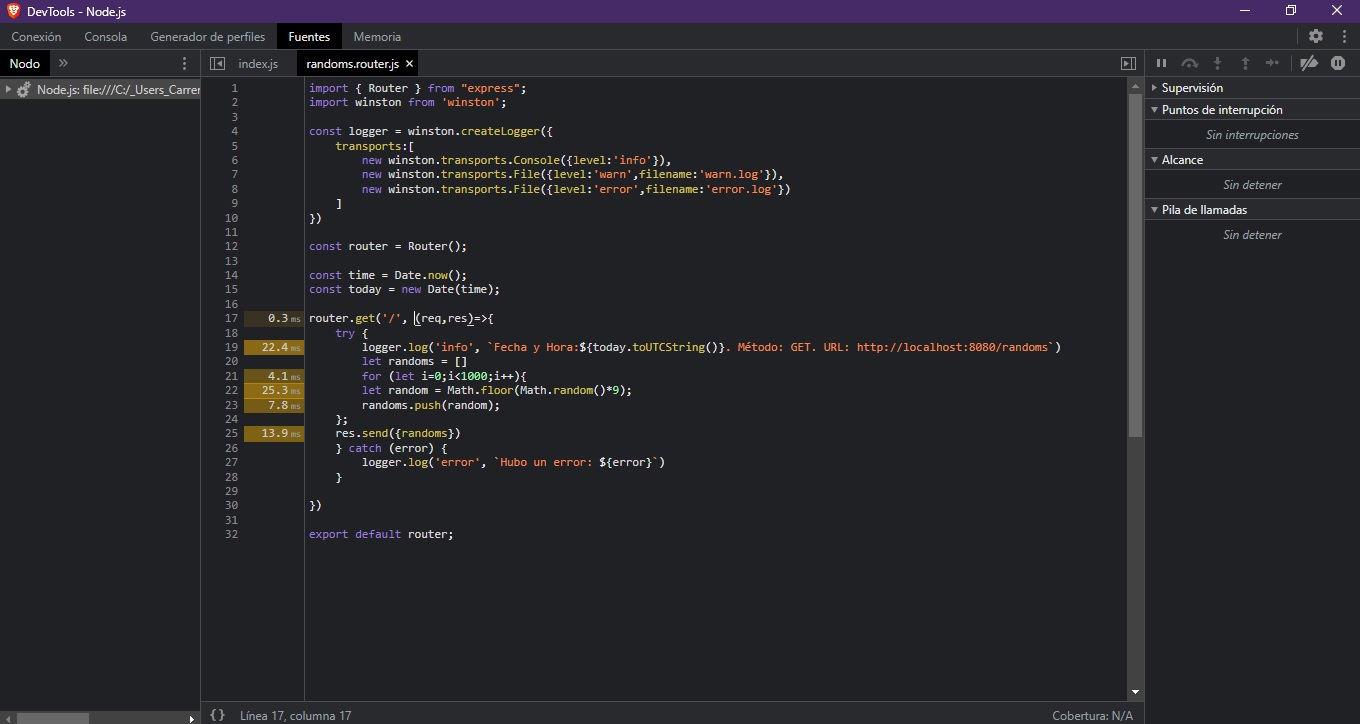 DevTools - Node.js
Conexión Consola Generador de perfiles Fuentes Memoria
Nodo » index.js randoms.router.js ×
Node.js: file:///C:/_Users_Carrer
1 import { Router } from "express";
2 import winston from 'winston';
3
4 const logger = winston.createLogger({
5 transports:[
6 new winston.transports.Console({level:'info'}),
7 new winston.transports.File({level:'warn',filename:'warn.log'}),
8 new winston.transports.File({level:'error',filename:'error.log'})
9 ]
10 })
11
12 const router = Router();
13
14 const time = Date.now();
15 const today = new Date(time);
16
17 0.3 ms router.get('/', (req,res)=>{
18 try {
19 22.4 ms logger.log('info', `Fecha y Hora:${today.toUTCString()}. Método: GET. URL: http://localhost:8080/randoms`)
20 let randoms = []
21 4.1 ms for (let i=0;i<1000;i++){
22 25.3 ms let random = Math.floor(Math.random()*9);
23 7.8 ms randoms.push(random);
24 };
25 13.9 ms res.send({randoms})
26 } catch (error) {
27 logger.log('error', `Hubo un error: ${error}`)
28 }
29
30 })
31
32 export default router;
Supervisión
Puntos de interrupción
Sin interrupciones
Alcance
Sin detener
Pila de llamadas
Sin detener
{} Línea 17, columna 17
Cobertura: N/A